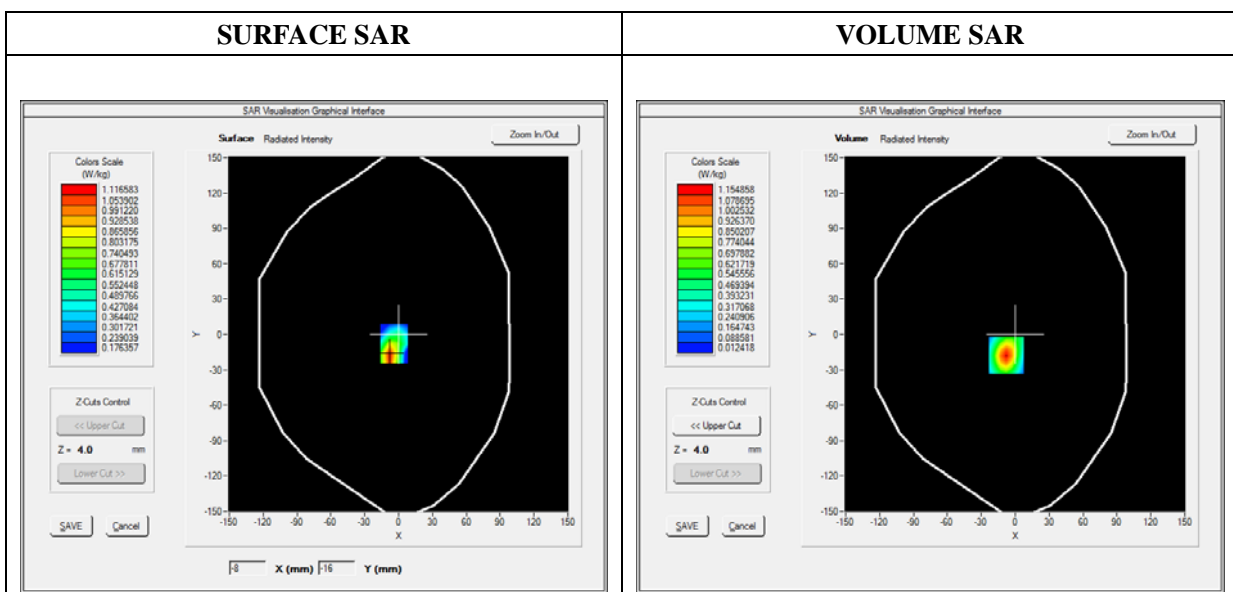 SURFACE SAR
VOLUME SAR
SAR Visualisation Graphical Interface
Surface Radiated Intensity
Zoom In/Out
Colors Scale
(W/kg)
1.116583
1.053902
0.991220
0.928538
0.865856
0.803175
0.740493
0.677811
0.615129
0.552448
0.489766
0.427084
0.364402
0.301721
0.239039
0.176357
150
120
90
60
30
0
-30
-60
-90
-120
-150
Y
-150 -120 -90 -60 -30 0 30 60 90 120 150
X
Z-Cuts Control
<< Upper Cut
Z = 4.0 mm
Lower Cut >>
SAVE Cancel
-8 X (mm) -16 Y (mm)
SAR Visualisation Graphical Interface
Volume Radiated Intensity
Zoom In/Out
Colors Scale
(W/kg)
1.154858
1.078695
1.002532
0.926370
0.850207
0.774044
0.697882
0.621719
0.545556
0.469394
0.393231
0.317068
0.240906
0.164743
0.088581
0.012418
150
120
90
60
30
0
-30
-60
-90
-120
-150
Y
-150 -120 -90 -60 -30 0 30 60 90 120 150
X
Z-Cuts Control
<< Upper Cut
Z = 4.0 mm
Lower Cut >>
SAVE Cancel